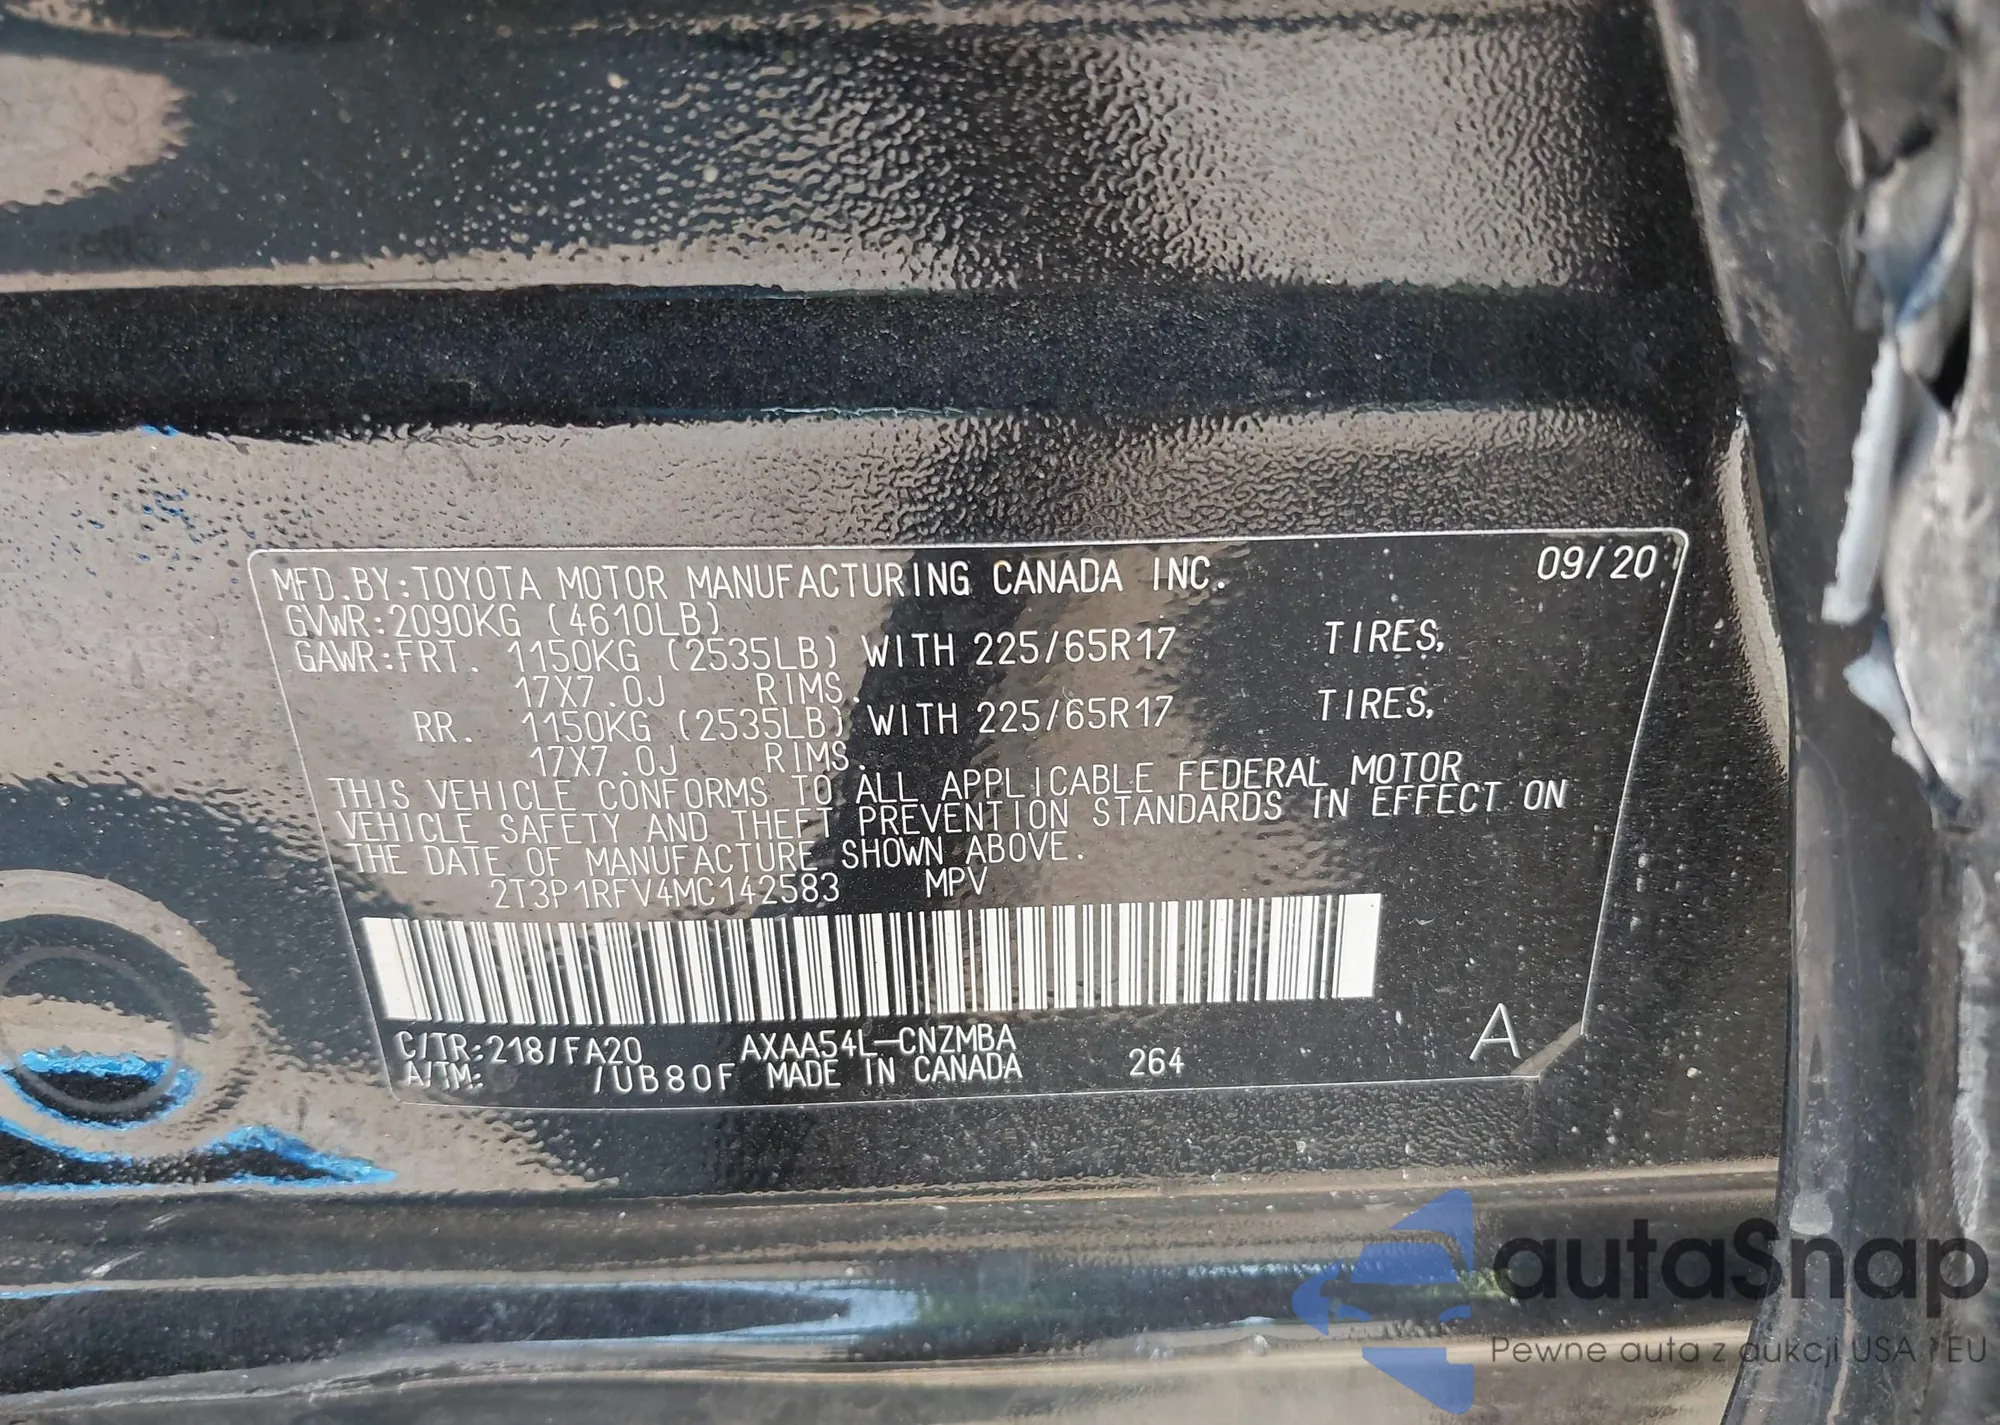 MFD.BY:TOYOTA MOTOR MANUFACTURING CANADA INC. 09/20
GVWR:2090KG (4610LB)
GAWR:FRT. 1150KG (2535LB) WITH 225/65R17 TIRES,
17X7.0J RIMS.
RR. 1150KG (2535LB) WITH 225/65R17 TIRES,
17X7.0J RIMS.
THIS VEHICLE CONFORMS TO ALL APPLICABLE FEDERAL MOTOR
VEHICLE SAFETY AND THEFT PREVENTION STANDARDS IN EFFECT ON
THE DATE OF MANUFACTURE SHOWN ABOVE.
2T3P1RFV4MC142583 MPV
C/TR:218/FA20 AXAA54L-CNZMBA
A/TM: /UB80F MADE IN CANADA 264 A
autaSnap
Pewne auta z aukcji USA i EU